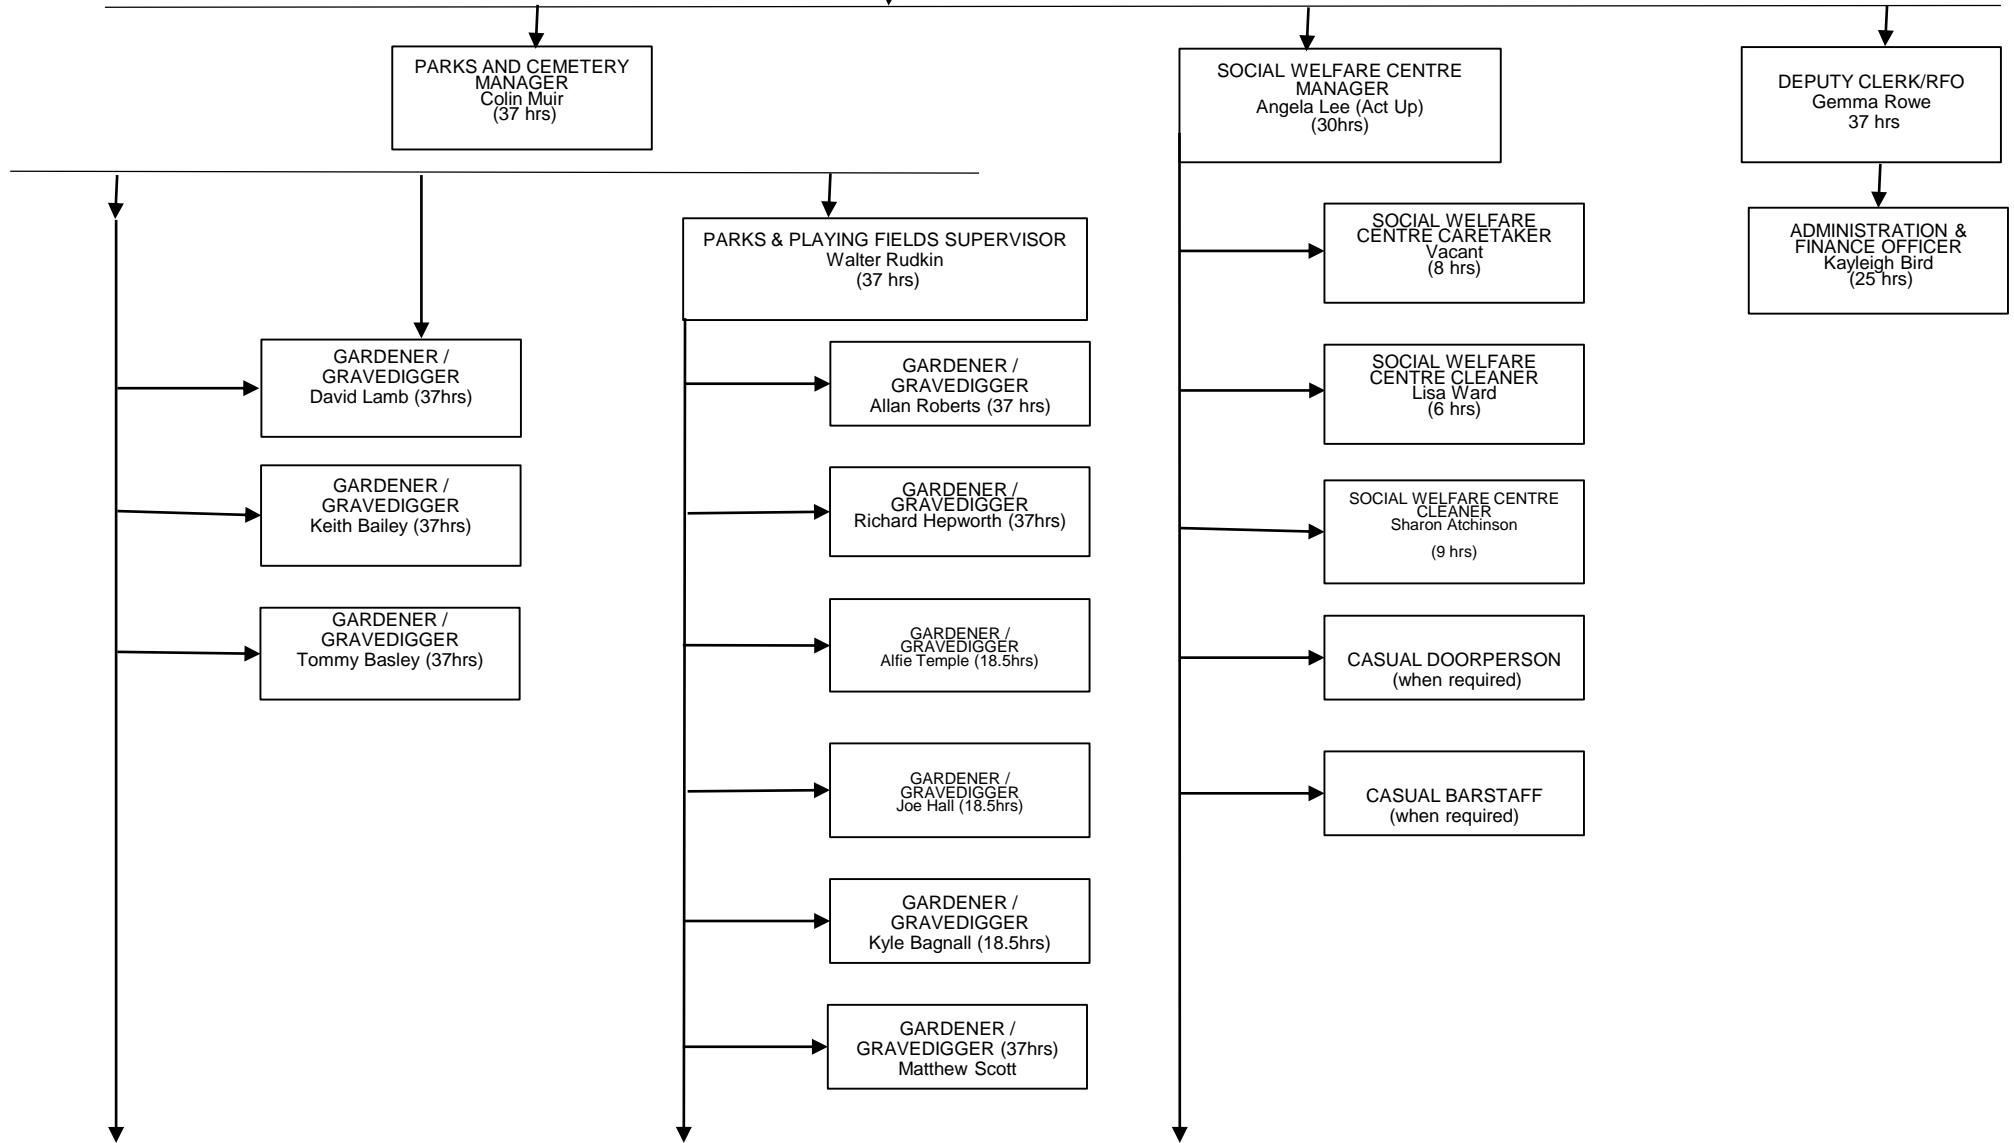 PARKS AND CEMETERY
MANAGER
Colin Muir
(37 hrs)
SOCIAL WELFARE CENTRE
MANAGER
Angela Lee (Act Up)
(30hrs)
DEPUTY CLERK/RFO
Gemma Rowe
37 hrs
PARKS & PLAYING FIELDS SUPERVISOR
Walter Rudkin
(37 hrs)
SOCIAL WELFARE
CENTRE CARETAKER
Vacant
(8 hrs)
ADMINISTRATION &
FINANCE OFFICER
Kayleigh Bird
(25 hrs)
GARDENER /
GRAVEDIGGER
David Lamb (37hrs)
GARDENER /
GRAVEDIGGER
Allan Roberts (37 hrs)
SOCIAL WELFARE
CENTRE CLEANER
Lisa Ward
(6 hrs)
GARDENER /
GRAVEDIGGER
Keith Bailey (37hrs)
GARDENER /
GRAVEDIGGER
Richard Hepworth (37hrs)
SOCIAL WELFARE CENTRE
CLEANER
Sharon Atchinson
(9 hrs)
GARDENER /
GRAVEDIGGER
Tommy Basley (37hrs)
GARDENER /
GRAVEDIGGER
Alfie Temple (18.5hrs)
CASUAL DOORPERSON
(when required)
GARDENER /
GRAVEDIGGER
Joe Hall (18.5hrs)
CASUAL BARSTAFF
(when required)
GARDENER /
GRAVEDIGGER
Kyle Bagnall (18.5hrs)
GARDENER /
GRAVEDIGGER (37hrs)
Matthew Scott